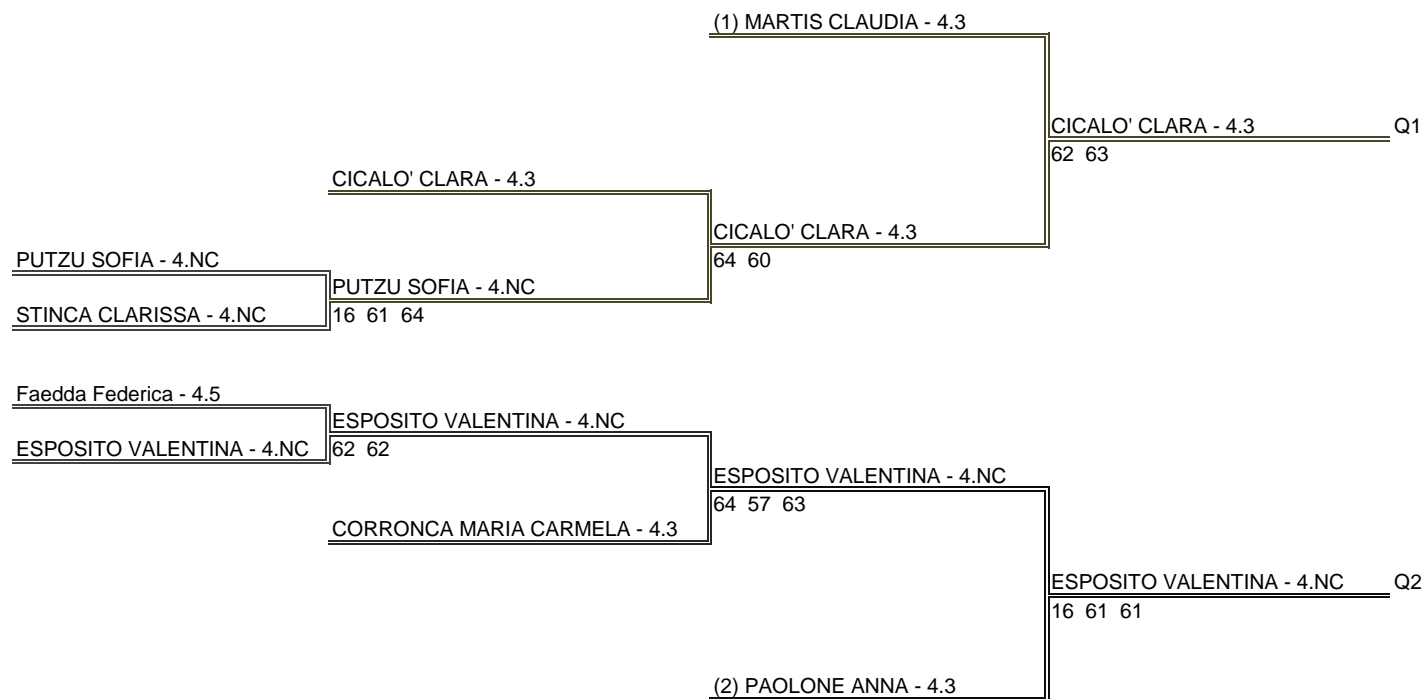 (1) MARTIS CLAUDIA - 4.3
CICALO' CLARA - 4.3 Q1
62 63
CICALO' CLARA - 4.3
CICALO' CLARA - 4.3
64 60
PUTZU SOFIA - 4.NC
PUTZU SOFIA - 4.NC
16 61 64
STINCA CLARISSA - 4.NC
Faedda Federica - 4.5
ESPOSITO VALENTINA - 4.NC
62 62
ESPOSITO VALENTINA - 4.NC
ESPOSITO VALENTINA - 4.NC
64 57 63
CORRONCA MARIA CARMELA - 4.3
ESPOSITO VALENTINA - 4.NC Q2
16 61 61
(2) PAOLONE ANNA - 4.3